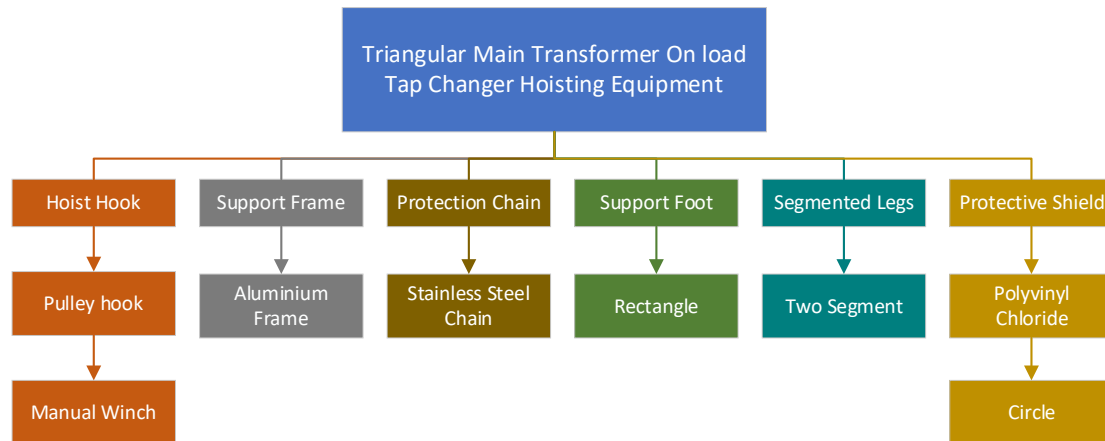 Triangular Main Transformer On load
Tap Changer Hoisting Equipment
Hoist Hook
Support Frame
Protection Chain
Support Foot
Segmented Legs
Protective Shield
Pulley hook
Aluminium
Frame
Stainless Steel
Chain
Rectangle
Two Segment
Polyvinyl
Chloride
Manual Winch
Circle